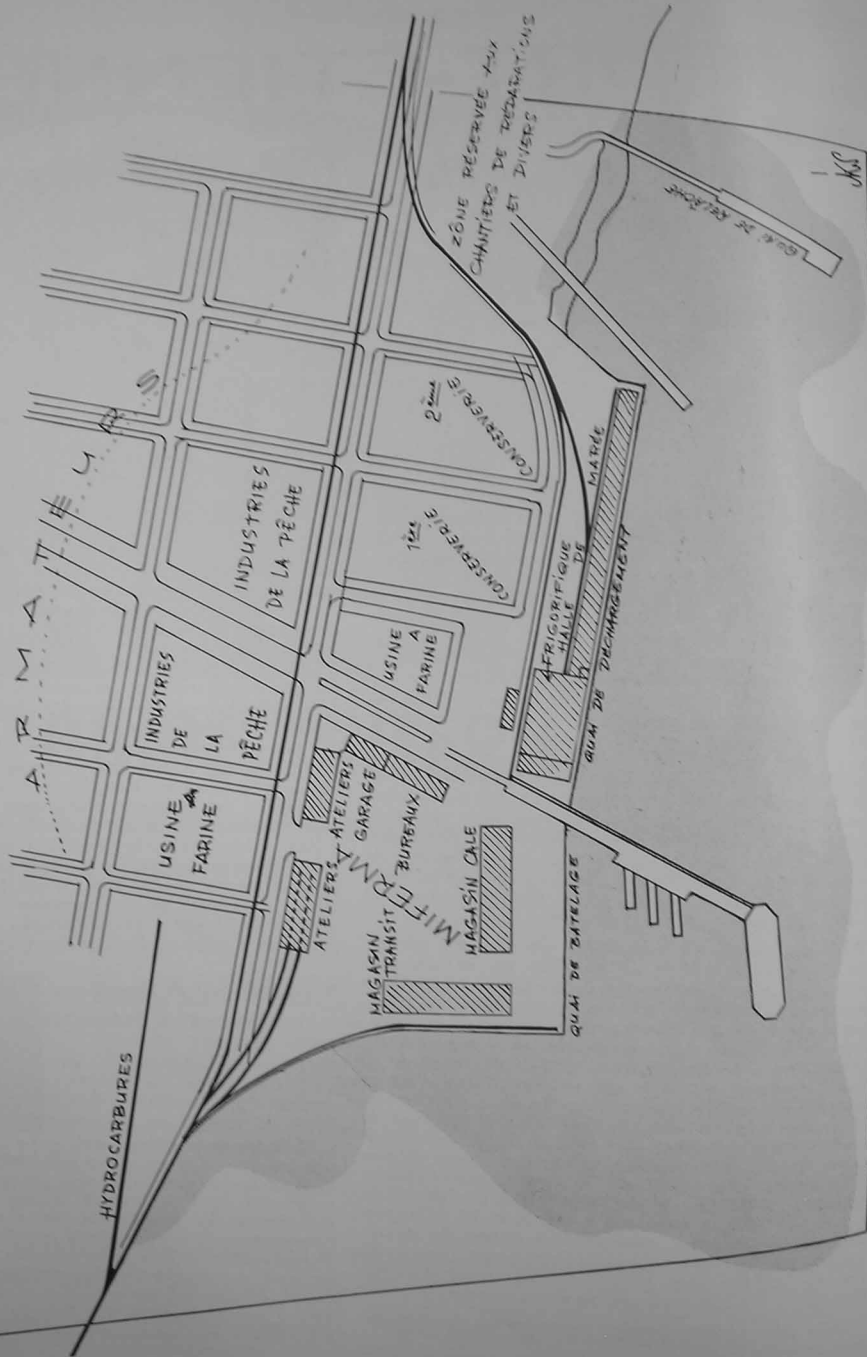 ARMATEURS
ZÔNE RÉSERVÉE AUX
CHANTIERS DE RÉPARATIONS
ET DIVERS
QUAI DE RELÂCHE
2ème
CONSERVERIE
1ère
CONSERVERIE
INDUSTRIES
DE LA PÊCHE
INDUSTRIES
DE
LA
PÊCHE
USINE
A
FARINE
USINE
A
FARINE
FRIGORIFIQUE
HALLE DE MARÉE
QUAI DE DÉCHARGEMENT
ATELIERS
GARAGE
BUREAUX
ATELIERS
MIFERMA
MAGASIN
TRANSIT
MAGASIN CALE
QUAI DE BATELAGE
HYDROCARBURES